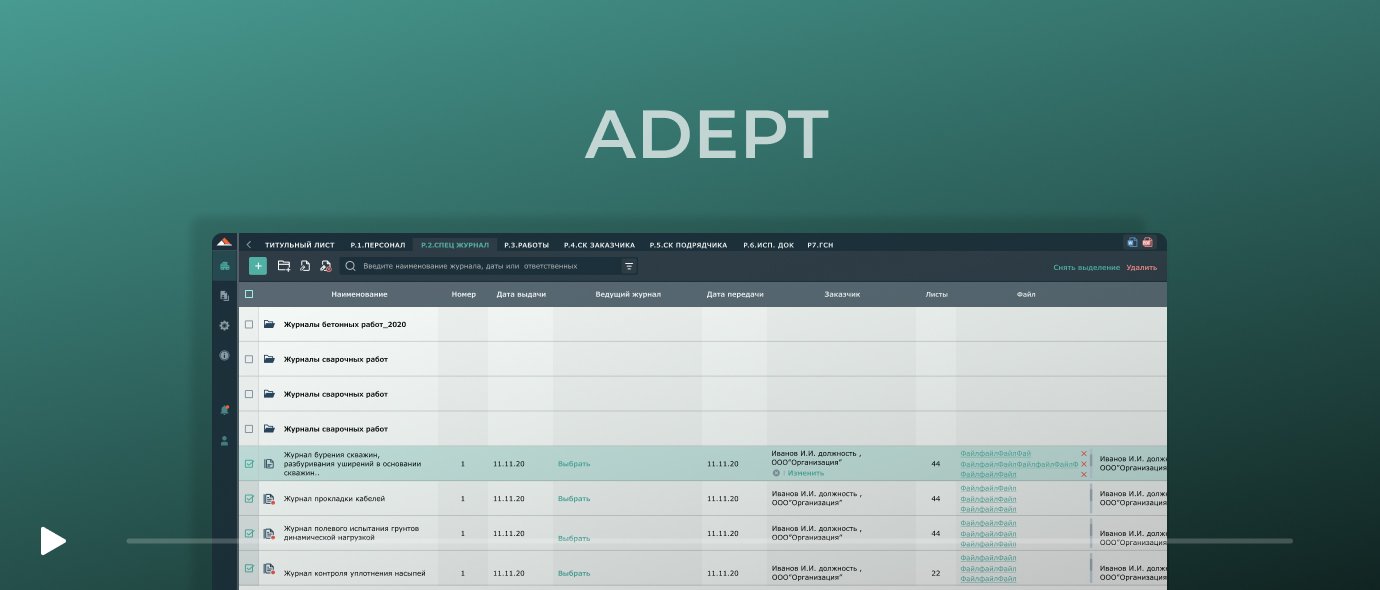 ADEPT
ТИТУЛЬНЫЙ ЛИСТ Р.1.ПЕРСОНАЛ Р.2.СПЕЦ ЖУРНАЛ Р.3.РАБОТЫ Р.4.СК ЗАКАЗЧИКА Р.5.СК ПОДРЯДЧИКА Р.6.ИСП. ДОК Р7.ГСН
Введите наименование журнала, даты или ответственных
Снять выделение Удалить
Наименование Номер Дата выдачи Ведущий журнал Дата передачи Заказчик Листы Файл
Журналы бетонных работ_2020
Журналы сварочных работ
Журналы сварочных работ
Журналы сварочных работ
Журнал бурения скважин,
разбуривания уширений в основании
скважин..
1 11.11.20 Выбрать 11.11.20
Иванов И.И. должность ,
ООО"Организация"
Изменить
44
ФайлфайлФайлФай
ФайлфайлФайлФайлфайлФайлФ
ФайлфайлФайл
Иванов И.И. долж
ООО"Организация
Журнал прокладки кабелей 1 11.11.20 Выбрать 11.11.20
Иванов И.И. должность ,
ООО"Организация"
44
ФайлфайлФайл
ФайлфайлФайл
ФайлфайлФайл
Иванов И.И. долж
ООО"Организация
Журнал полевого испытания грунтов
динамической нагрузкой
1 11.11.20 Выбрать 11.11.20
Иванов И.И. должность ,
ООО"Организация"
44
ФайлфайлФайл
ФайлфайлФайл
ФайлфайлФайл
Иванов И.И. долж
ООО"Организация
Журнал контроля уплотнения насыпей 1 11.11.20 Выбрать 11.11.20
Иванов И.И. должность ,
ООО"Организация"
22
ФайлфайлФайл
ФайлфайлФайл
ФайлфайлФайл
Иванов И.И. долж
ООО"Организация